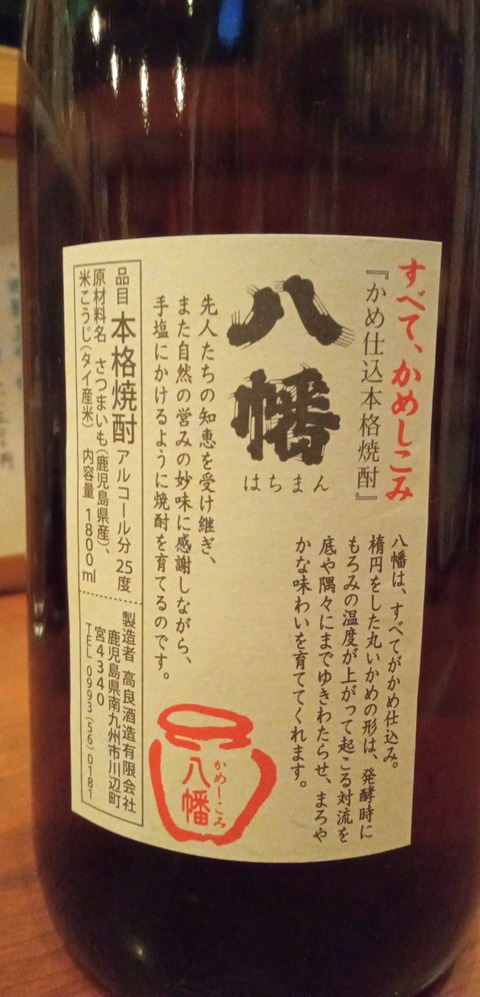 すべて、かめしこみ
『かめ仕込本格焼酎』
八幡
はちまん
八幡は、すべてがかめ仕込み。
楕円をした丸いかめの形は、発酵時に
もろみの温度が上がって起こる対流を
底や隅々にまでゆきわたらせ、まろや
かな味わいを育ててくれます。
先人たちの知恵を受け継ぎ、
また自然の営みの妙味に感謝しながら、
手塩にかけるように焼酎を育てるのです。
かめしころ
八幡
品目 本格焼酎 アルコール分 25度
原材料名 さつまいも(鹿児島県産)、
米こうじ(タイ産米) 内容量 1800ml
製造者 高良酒造有限会社
鹿児島県南九州市川辺町
宮4340
TEL 0993(56)0181